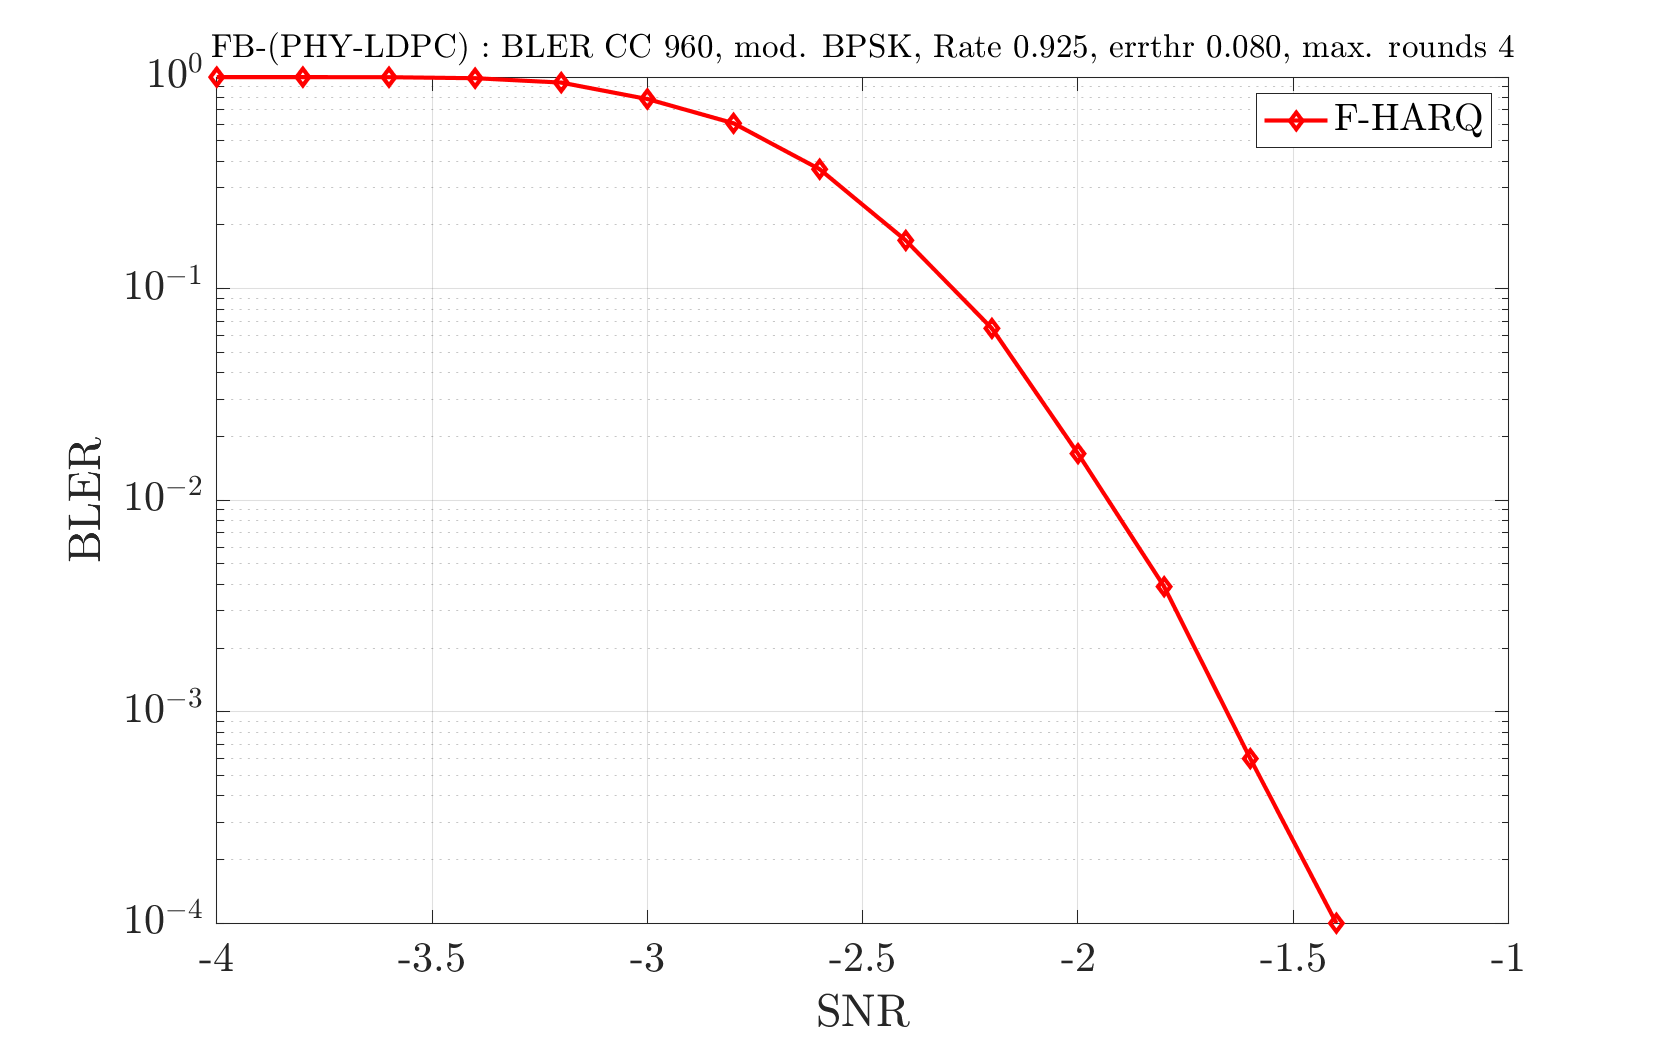 FB-(PHY-LDPC) : BLER CC 960, mod. BPSK, Rate 0.925, errthr 0.080, max. rounds 4
F-HARQ
10^0
10^{-1}
10^{-2}
10^{-3}
10^{-4}
BLER
-4 -3.5 -3 -2.5 -2 -1.5 -1
SNR